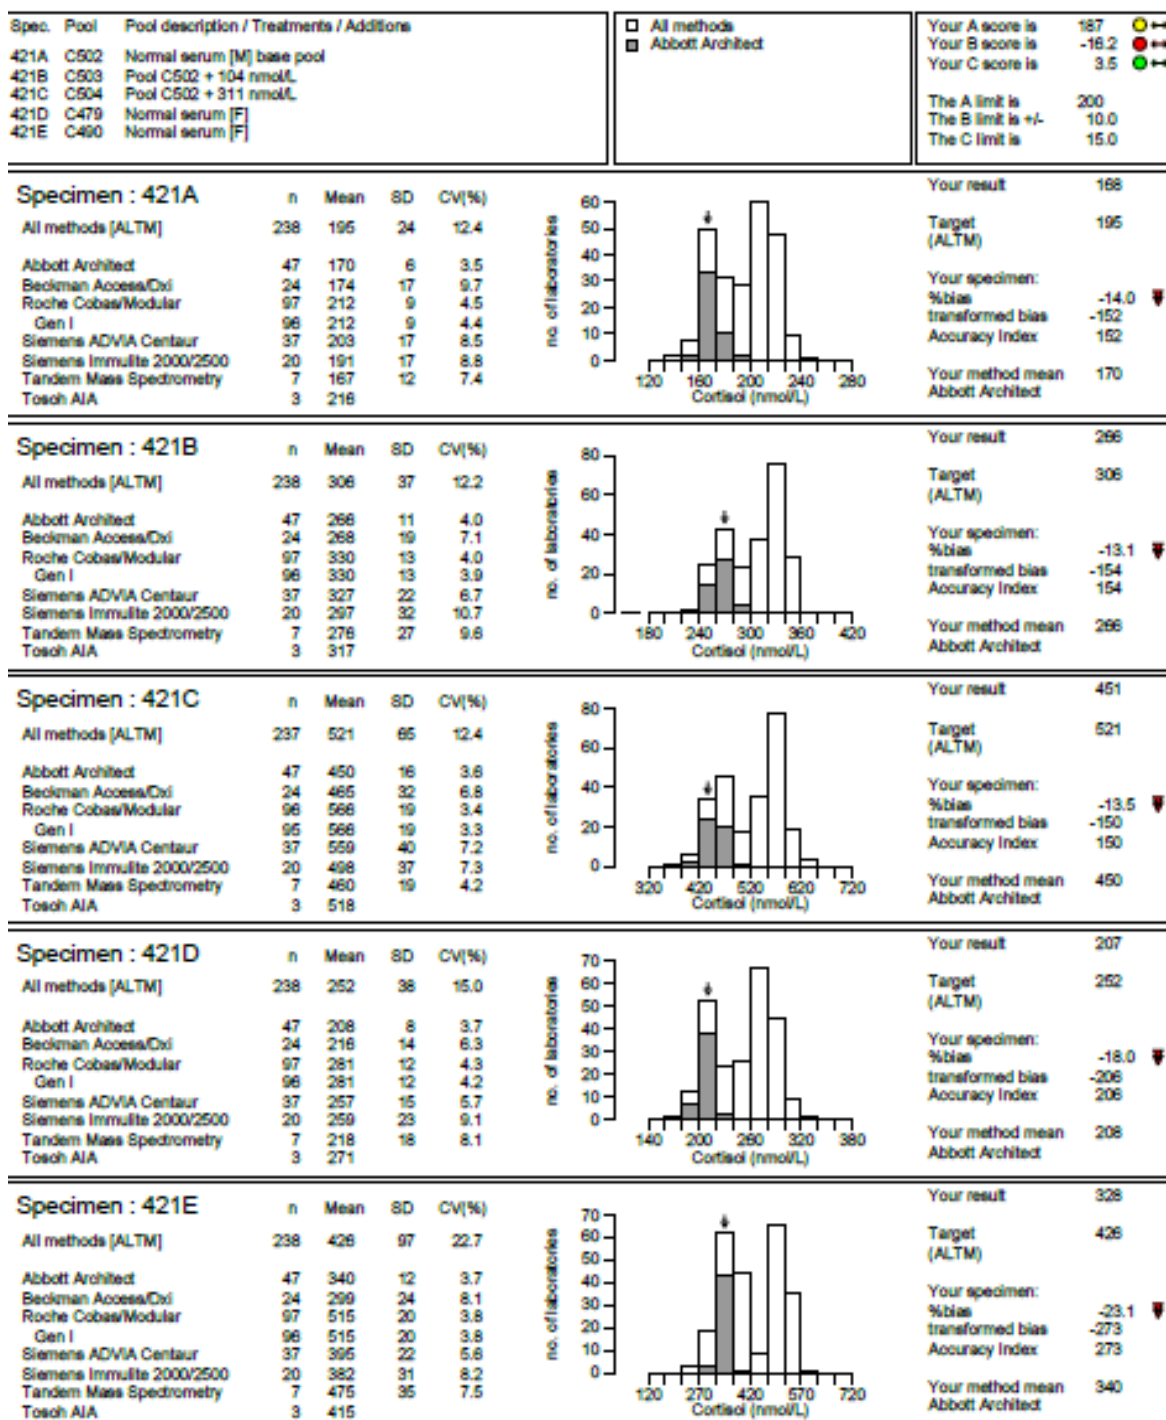 Spec. Pool Pool description / Treatments / Additions
421A C502 Normal serum [M] base pool
421B C503 Pool C502 + 104 nmol/L
421C C504 Pool C502 + 311 nmol/L
421D C479 Normal serum [F]
421E C490 Normal serum [F]
All methods
Abbott Architect
Your A score is 187
Your B score is -16.2
Your C score is 3.5
The A limit is 200
The B limit is +/- 10.0
The C limit is 15.0
Specimen : 421A n Mean SD CV(%)
All methods [ALTM] 238 195 24 12.4
Abbott Architect 47 170 6 3.5
Beckman Access/Dxi 24 174 17 9.7
Roche Cobas/Modular 97 212 9 4.5
Gen I 96 212 9 4.4
Siemens ADVIA Centaur 37 203 17 8.5
Siemens Immulite 2000/2500 20 191 17 8.8
Tandem Mass Spectrometry 7 167 12 7.4
Tosoh AIA 3 216
no. of laboratories
60
50
40
30
20
10
0
120 160 200 240 280
Cortisol (nmol/L)
Your result 168
Target 195
(ALTM)
Your specimen:
%bias -14.0
transformed bias -152
Accuracy Index 152
Your method mean 170
Abbott Architect
Specimen : 421B n Mean SD CV(%)
All methods [ALTM] 238 306 37 12.2
Abbott Architect 47 266 11 4.0
Beckman Access/Dxi 24 268 19 7.1
Roche Cobas/Modular 97 330 13 4.0
Gen I 96 330 13 3.9
Siemens ADVIA Centaur 37 327 22 6.7
Siemens Immulite 2000/2500 20 297 32 10.7
Tandem Mass Spectrometry 7 276 27 9.6
Tosoh AIA 3 317
no. of laboratories
80
60
40
20
0
180 240 300 360 420
Cortisol (nmol/L)
Your result 266
Target 306
(ALTM)
Your specimen:
%bias -13.1
transformed bias -154
Accuracy Index 154
Your method mean 266
Abbott Architect
Specimen : 421C n Mean SD CV(%)
All methods [ALTM] 237 521 65 12.4
Abbott Architect 47 450 16 3.6
Beckman Access/Dxi 24 465 32 6.8
Roche Cobas/Modular 96 566 19 3.4
Gen I 95 566 19 3.3
Siemens ADVIA Centaur 37 559 40 7.2
Siemens Immulite 2000/2500 20 498 37 7.3
Tandem Mass Spectrometry 7 460 19 4.2
Tosoh AIA 3 518
no. of laboratories
80
60
40
20
0
320 420 520 620 720
Cortisol (nmol/L)
Your result 451
Target 521
(ALTM)
Your specimen:
%bias -13.5
transformed bias -150
Accuracy Index 150
Your method mean 450
Abbott Architect
Specimen : 421D n Mean SD CV(%)
All methods [ALTM] 238 252 38 15.0
Abbott Architect 47 208 8 3.7
Beckman Access/Dxi 24 216 14 6.3
Roche Cobas/Modular 97 281 12 4.3
Gen I 96 281 12 4.2
Siemens ADVIA Centaur 37 257 15 5.7
Siemens Immulite 2000/2500 20 259 23 9.1
Tandem Mass Spectrometry 7 218 18 8.1
Tosoh AIA 3 271
no. of laboratories
70
60
50
40
30
20
10
0
140 200 260 320 380
Cortisol (nmol/L)
Your result 207
Target 252
(ALTM)
Your specimen:
%bias -18.0
transformed bias -206
Accuracy Index 206
Your method mean 208
Abbott Architect
Specimen : 421E n Mean SD CV(%)
All methods [ALTM] 238 426 97 22.7
Abbott Architect 47 340 12 3.7
Beckman Access/Dxi 24 299 24 8.1
Roche Cobas/Modular 97 515 20 3.8
Gen I 96 515 20 3.8
Siemens ADVIA Centaur 37 395 22 5.6
Siemens Immulite 2000/2500 20 382 31 8.2
Tandem Mass Spectrometry 7 475 35 7.5
Tosoh AIA 3 415
no. of laboratories
70
60
50
40
30
20
10
0
120 270 420 570 720
Cortisol (nmol/L)
Your result 328
Target 426
(ALTM)
Your specimen:
%bias -23.1
transformed bias -273
Accuracy Index 273
Your method mean 340
Abbott Architect